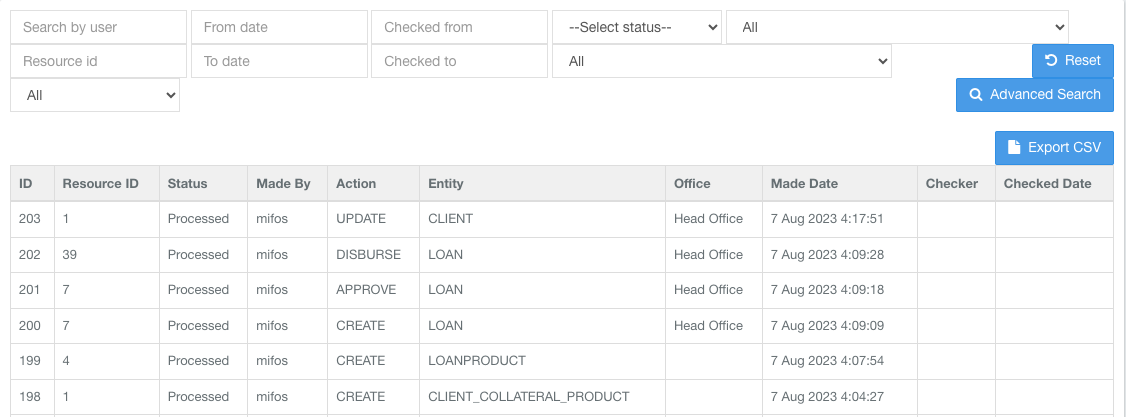 Search by user From date Checked from --Select status-- All
Resource id To date Checked to All Reset
All Advanced Search
Export CSV
ID Resource ID Status Made By Action Entity Office Made Date Checker Checked Date
203 1 Processed mifos UPDATE CLIENT Head Office 7 Aug 2023 4:17:51
202 39 Processed mifos DISBURSE LOAN Head Office 7 Aug 2023 4:09:28
201 7 Processed mifos APPROVE LOAN Head Office 7 Aug 2023 4:09:18
200 7 Processed mifos CREATE LOAN Head Office 7 Aug 2023 4:09:09
199 4 Processed mifos CREATE LOANPRODUCT 7 Aug 2023 4:07:54
198 1 Processed mifos CREATE CLIENT_COLLATERAL_PRODUCT 7 Aug 2023 4:04:27